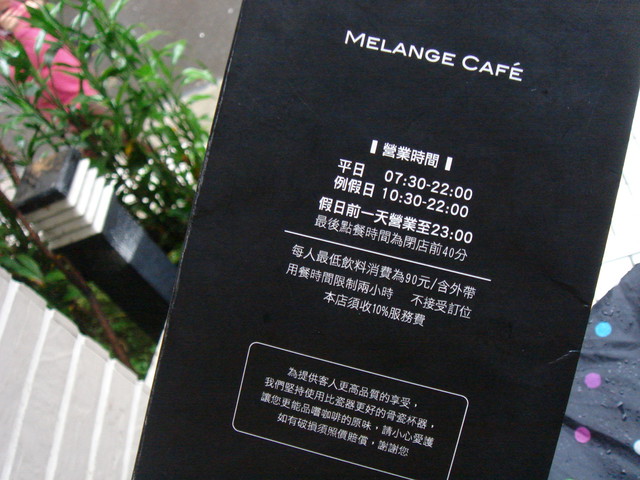 MELANGE CAFÉ
營業時間
平日 07:30-22:00
例假日 10:30-22:00
假日前一天營業至23:00
最後點餐時間為閉店前40分
每人最低飲料消費為90元/含外帶
用餐時間限制兩小時 不接受訂位
本店須收10%服務費
為提供客人更高品質的享受，
我們堅持使用比瓷器更好的骨瓷杯器，
讓您更能品嚐咖啡的原味，請小心愛護
如有破損須照價賠償，謝謝您